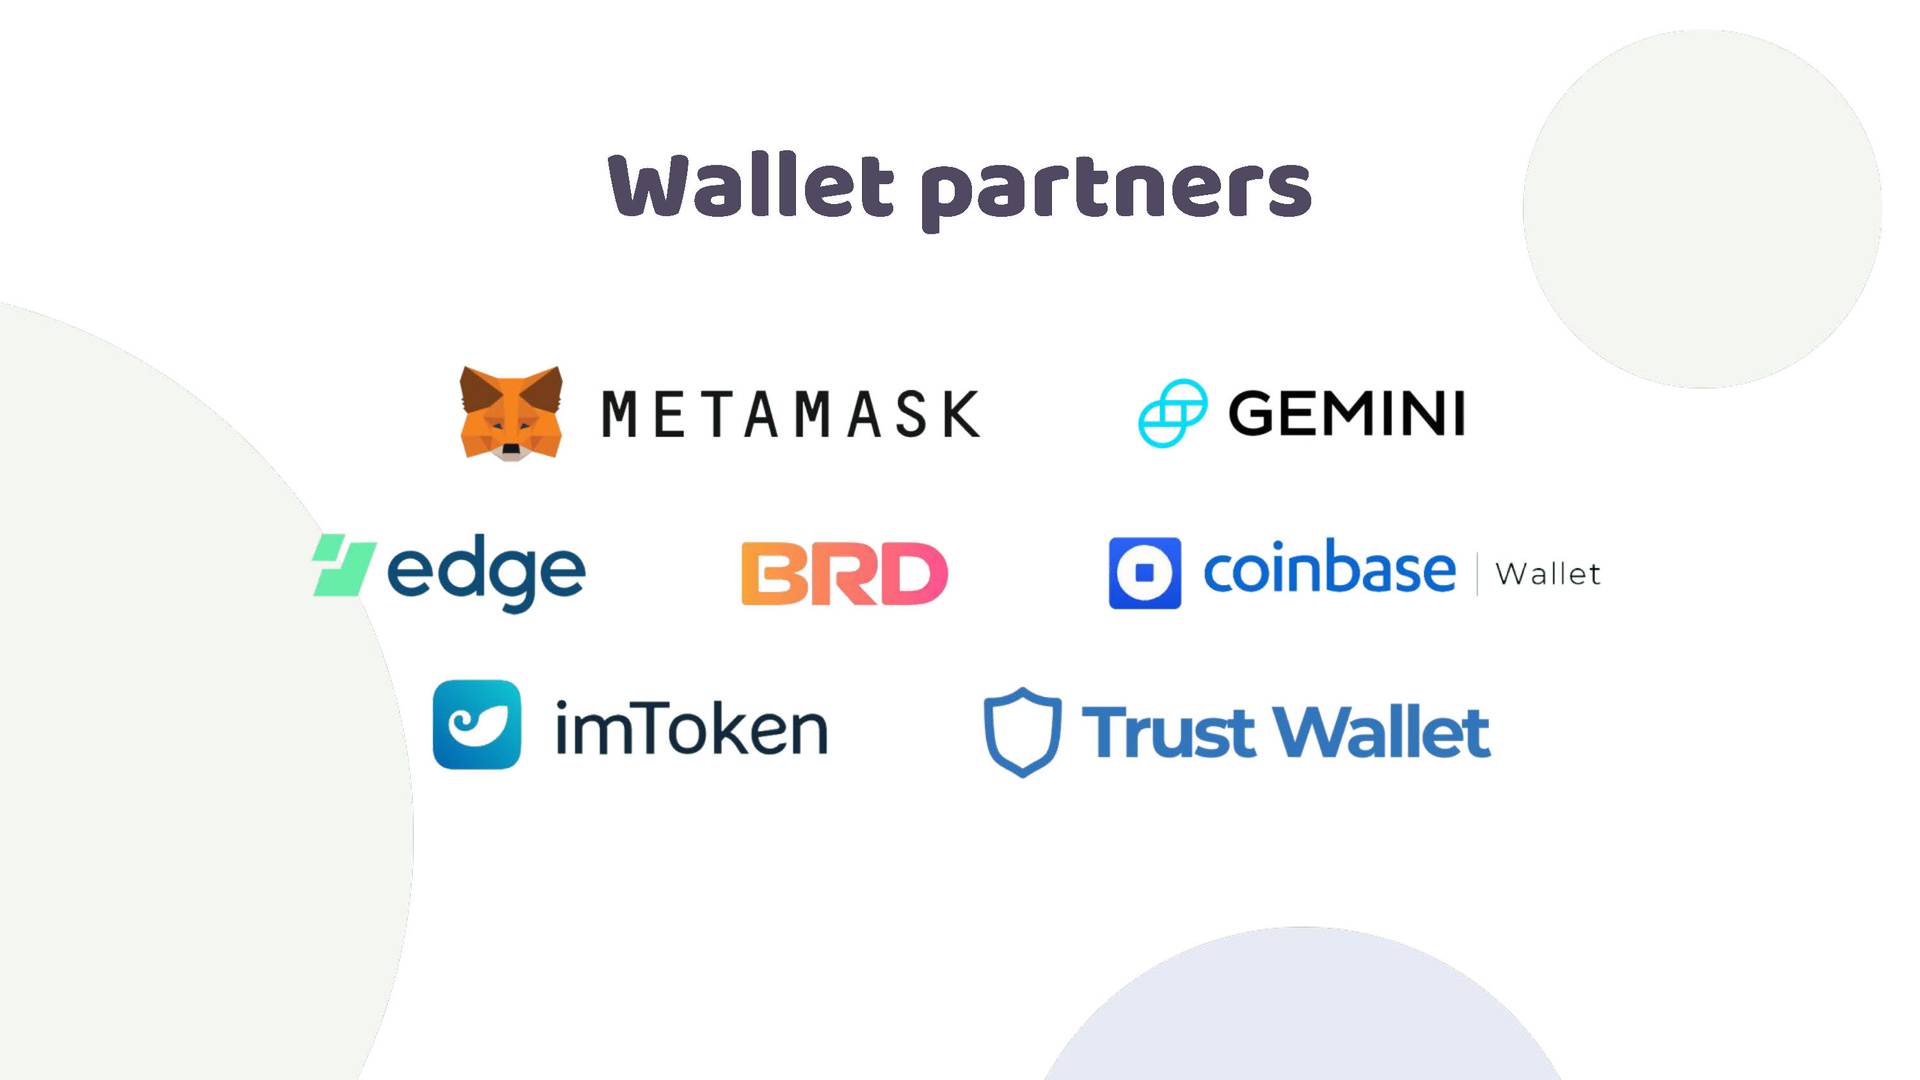 Wallet partners
METAMASK
GEMINI
edge
BRD
coinbase | Wallet
imToken
Trust Wallet